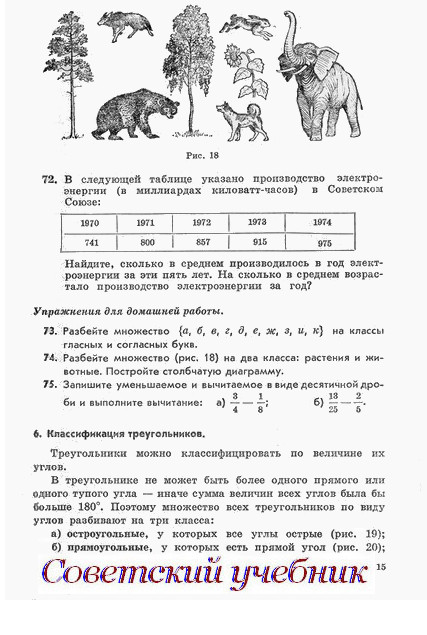 Рис. 18
72. В следующей таблице указано производство электро-
энергии (в миллиардах киловатт-часов) в Советском
Союзе:
1970 1971 1972 1973 1974
741 800 857 915 975
Найдите, сколько в среднем производилось в год элект-
роэнергии за эти пять лет. На сколько в среднем возрас-
тало производство электроэнергии за год?
Упражнения для домашней работы.
73. Разбейте множество {а, б, в, г, д, е, ж, з, и, к} на классы
гласных и согласных букв.
74. Разбейте множество (рис. 18) на два класса: растения и жи-
вотные. Постройте столбчатую диаграмму.
75. Запишите уменьшаемое и вычитаемое в виде десятичной дро-
би и выполните вычитание: а) 3/4 − 1/8; б) 13/25 − 2/5.
6. Классификация треугольников.
Треугольники можно классифицировать по величине их
углов.
В треугольнике не может быть более одного прямого или
одного тупого угла — иначе сумма величин всех углов была бы
больше 180°. Поэтому множество всех треугольников по виду
углов разбивают на три класса:
а) остроугольные, у которых все углы острые (рис. 19);
б) прямоугольные, у которых есть прямой угол (рис. 20);
15
Советский учебник